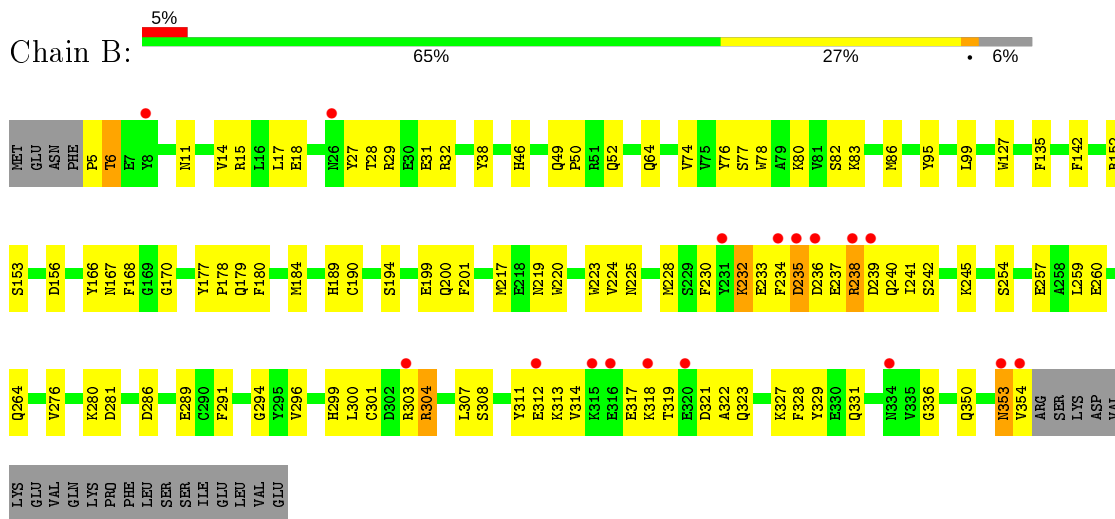 5%
Chain B:
65% 27% • 6%
MET GLU ASN PHE P5 T6 E7 Y8 N11 V14 R15 L16 L17 E18 N26 Y27 T28 R29 E30 E31 R32 Y38 H46 Q49 P50 R51 Q52 Q64 V74 V75 Y76 S77 W78 A79 K80 V81 S82 K83 M86 Y95 L99 W127 F135 F142
S153 D156 Y166 N167 F168 G169 G170 Y177 P178 Q179 F180 M184 H189 C190 S194 E199 Q200 F201 M217 E218 N219 W220 W223 V224 N225 M228 S229 F230 Y231 K232 E233 F234 D235 D236 E237 R238 D239 Q240 I241 S242 K245 S254 E257 A258 L259 E260
Q264 V276 K280 D281 D286 E289 C290 F291 G294 Y295 V296 H299 L300 C301 D302 R303 R304 L307 S308 Y311 E312 K313 V314 K315 E316 E317 K318 T319 E320 D321 A322 Q323 K327 F328 Y329 E330 Q331 N334 V335 G336 Q350 N353 V354 ARG SER LYS ASP VAL
LYS GLU VAL GLN LYS PRO PHE LEU SER SER ILE GLU LEU VAL GLU